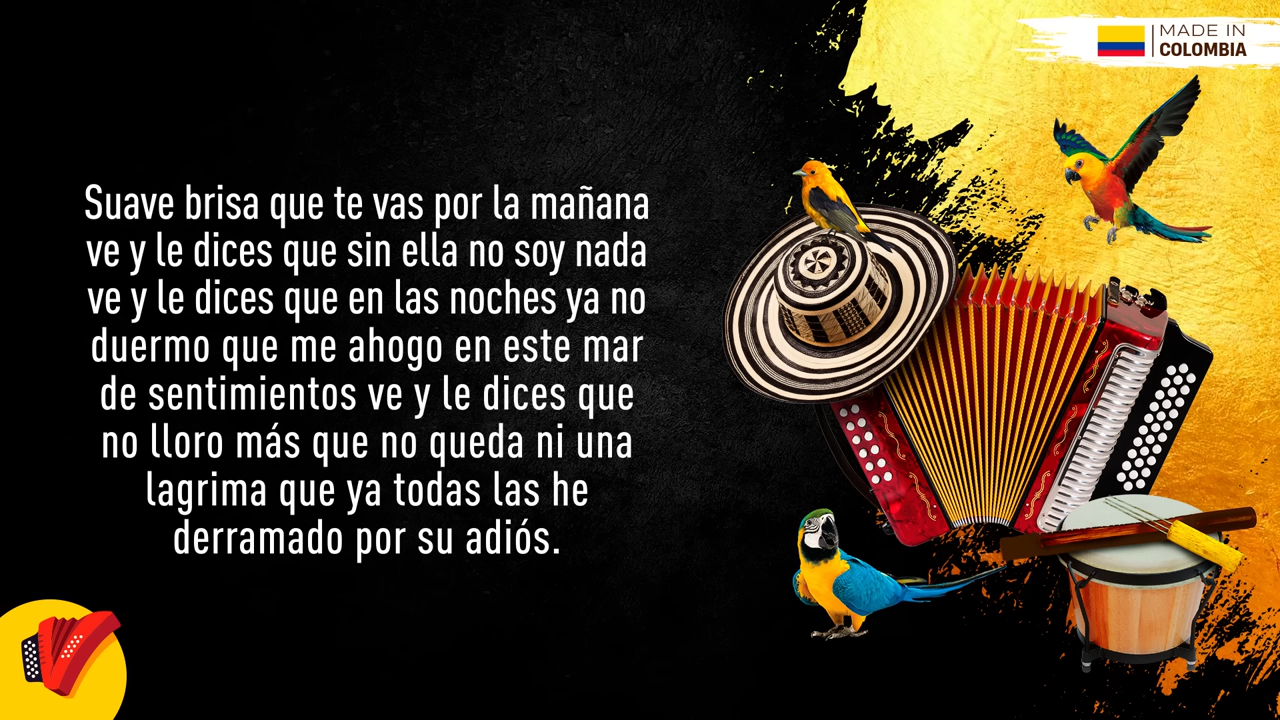 MADE IN
COLOMBIA
Suave brisa que te vas por la mañana
ve y le dices que sin ella no soy nada
ve y le dices que en las noches ya no
duermo que me ahogo en este mar
de sentimientos ve y le dices que
no lloro más que no queda ni una
lagrima que ya todas las he
derramado por su adiós.